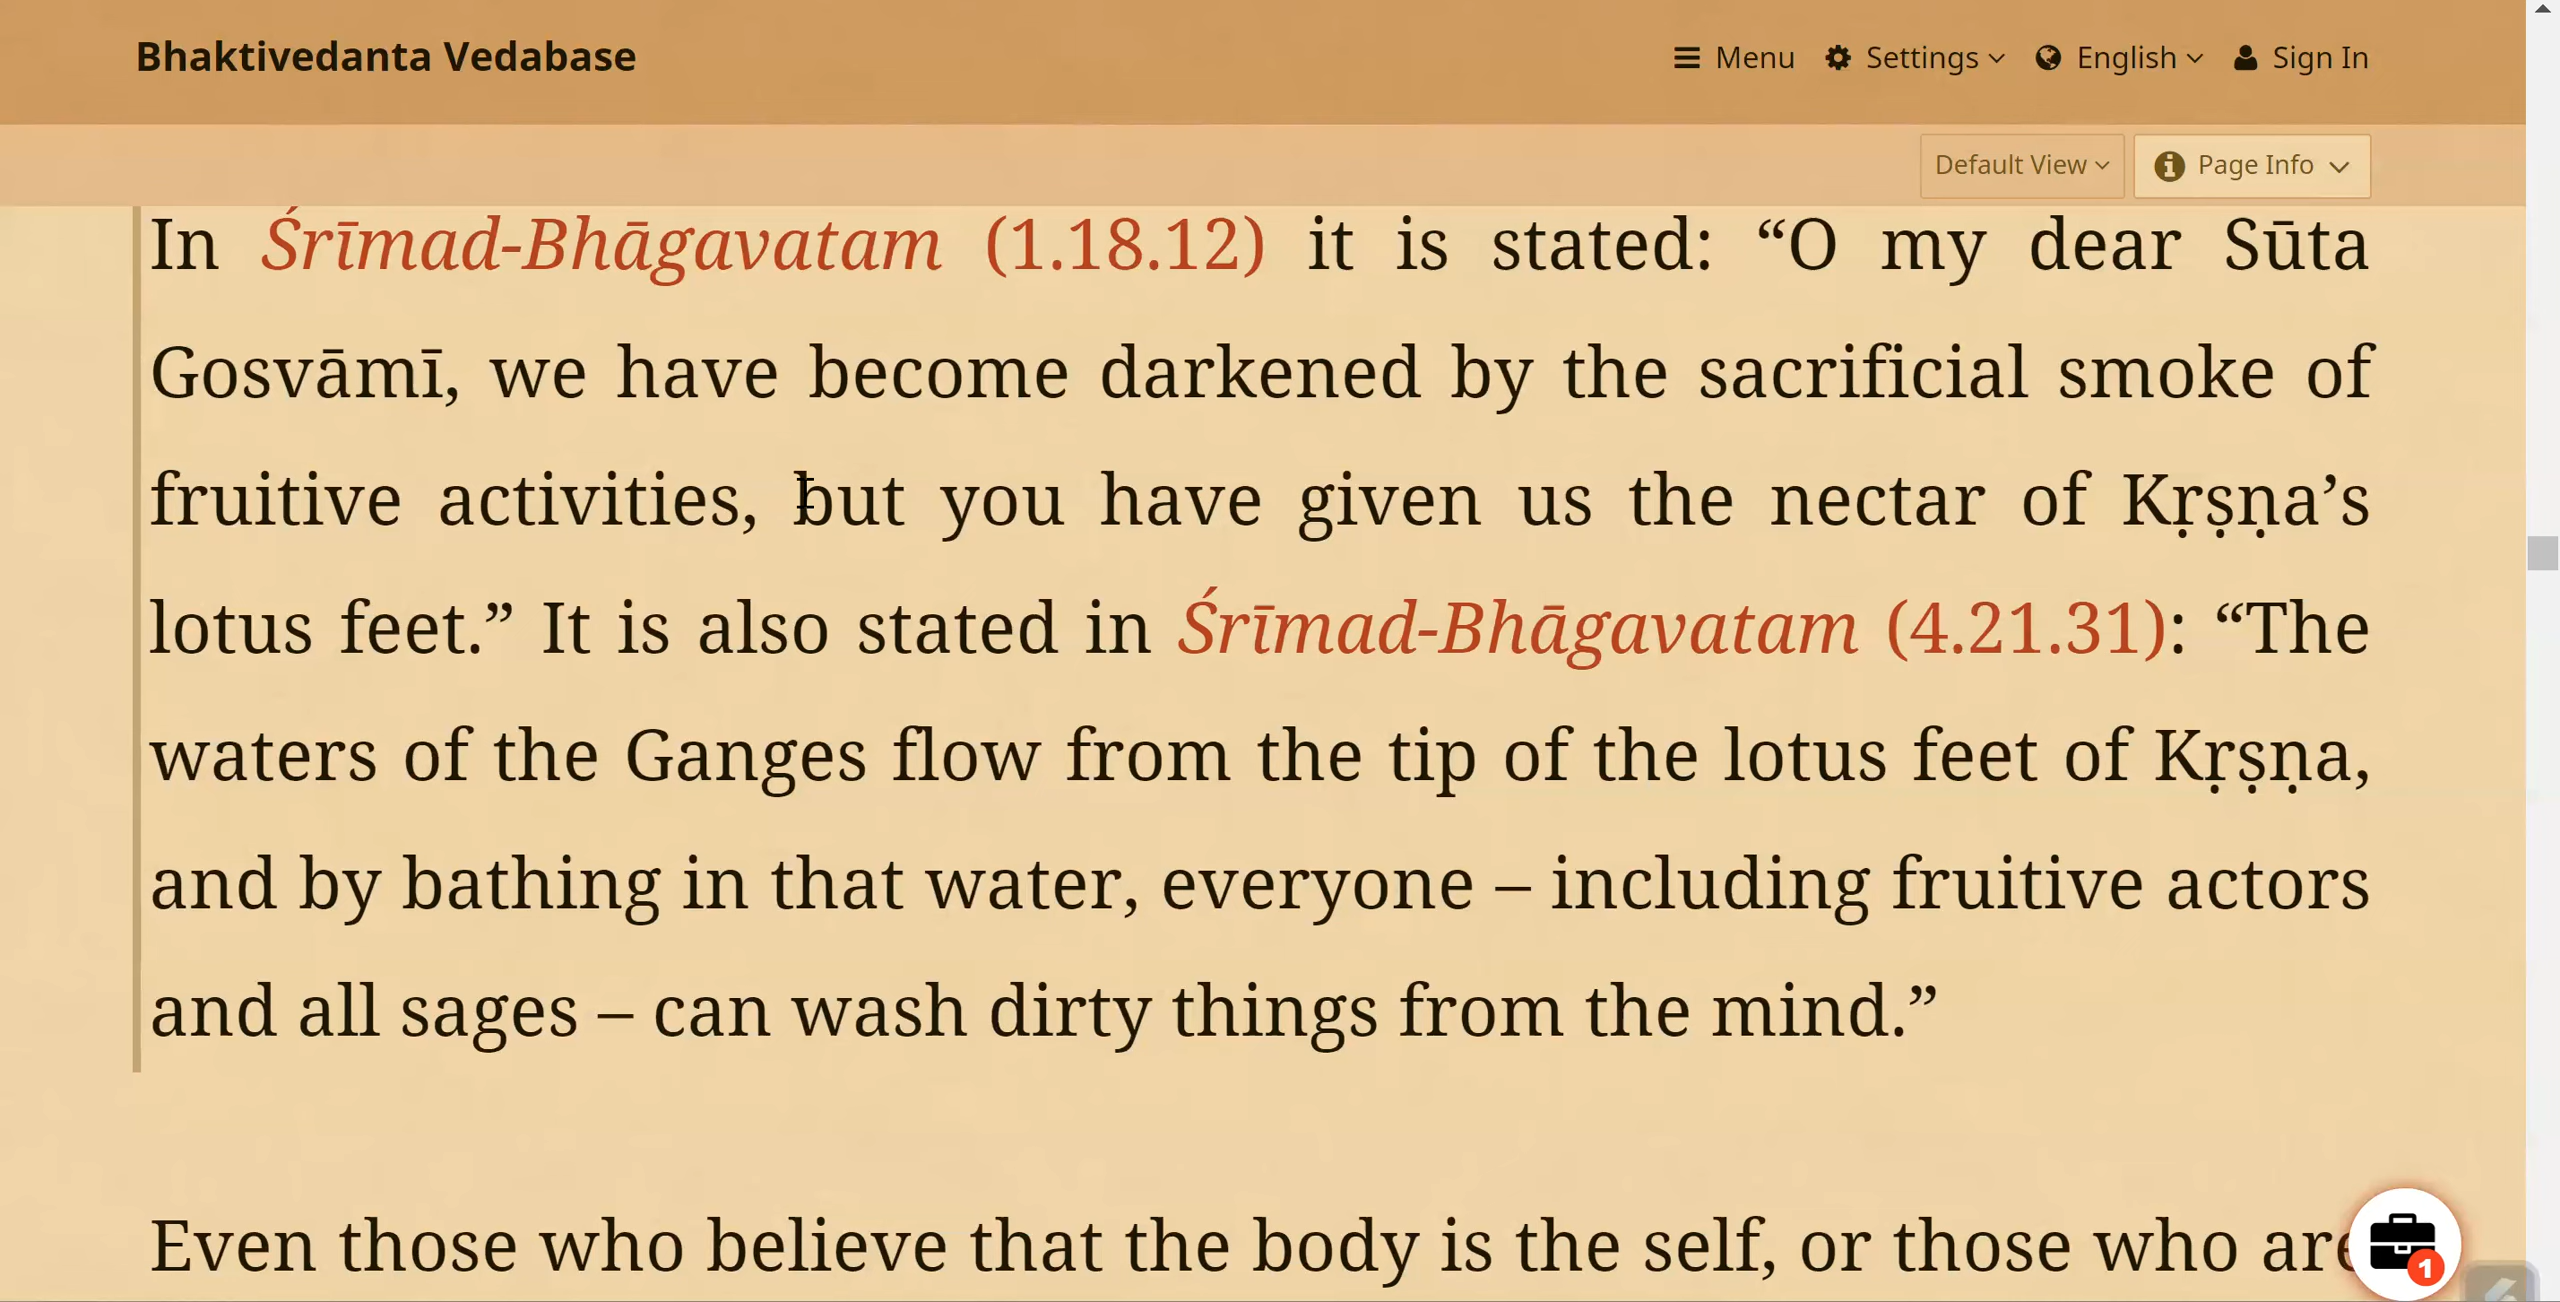 Bhaktivedanta Vedabase
Menu Settings English Sign In
Default View Page Info
In Śrīmad-Bhāgavatam (1.18.12) it is stated: “O my dear Sūta
Gosvāmī, we have become darkened by the sacrificial smoke of
fruitive activities, but you have given us the nectar of Kṛṣṇa’s
lotus feet.” It is also stated in Śrīmad-Bhāgavatam (4.21.31): “The
waters of the Ganges flow from the tip of the lotus feet of Kṛṣṇa,
and by bathing in that water, everyone – including fruitive actors
and all sages – can wash dirty things from the mind.”
Even those who believe that the body is the self, or those who are
1